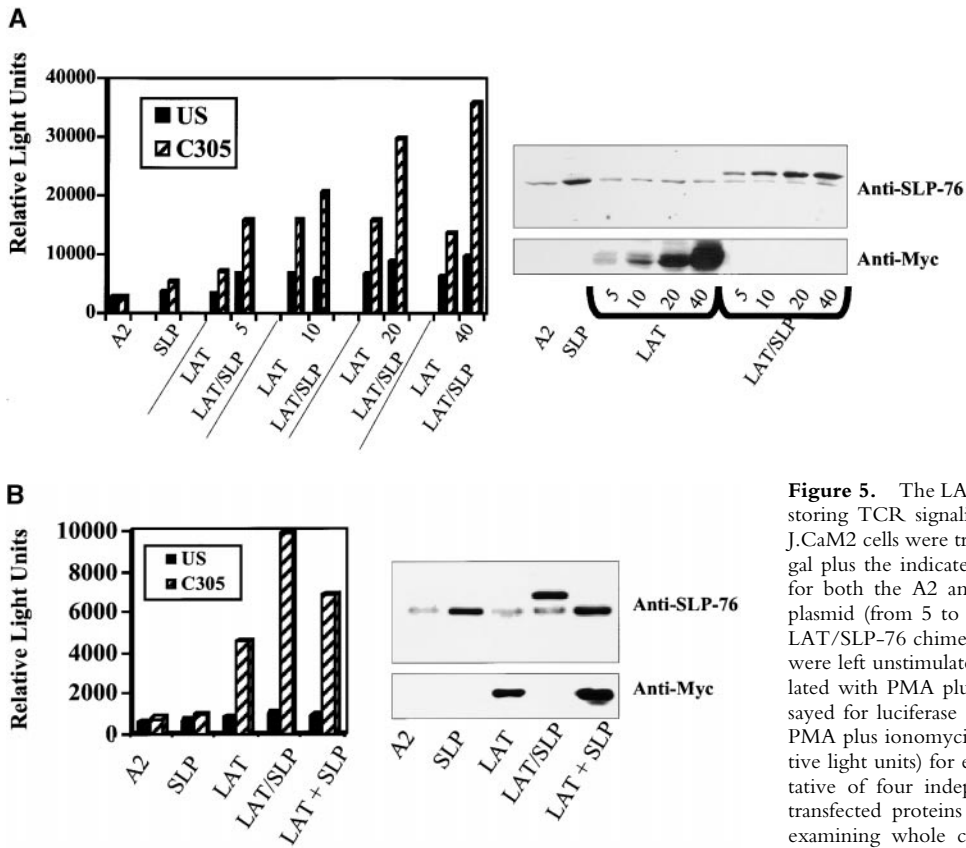 A
Relative Light Units
40000
30000
20000
10000
0
US
C305
A2
SLP
LAT
LAT/SLP
5
LAT
LAT/SLP
10
LAT
LAT/SLP
20
LAT
LAT/SLP
40
Anti-SLP-76
Anti-Myc
A2
SLP
5 10 20 40
LAT
5 10 20 40
LAT/SLP
B
Relative Light Units
10000
8000
6000
4000
2000
0
US
C305
A2
SLP
LAT
LAT/SLP
LAT + SLP
Anti-SLP-76
Anti-Myc
A2
SLP
LAT
LAT/SLP
LAT + SLP
Figure 5. The LA
storing TCR signali
J.CaM2 cells were tr
gal plus the indicate
for both the A2 an
plasmid (from 5 to
LAT/SLP-76 chime
were left unstimulat
lated with PMA plu
sayed for luciferase
PMA plus ionomyci
tive light units) for e
tative of four indep
transfected proteins
examining whole c